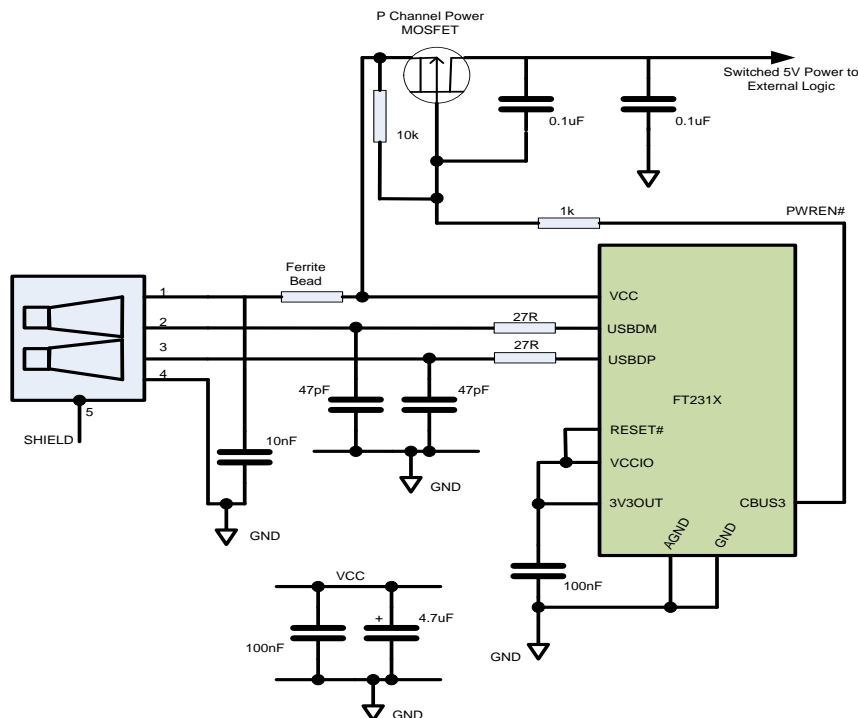 P Channel Power
MOSFET
Switched 5V Power to
External Logic
0.1uF
0.1uF
10k
1k
PWREN#
Ferrite
Bead
1
2
3
4
5
SHIELD
27R
27R
VCC
USBDM
USBDP
FT231X
RESET#
VCCIO
3V3OUT
CBUS3
AGND
GND
47pF
47pF
10nF
GND
GND
100nF
GND
VCC
100nF
+
4.7uF
GND